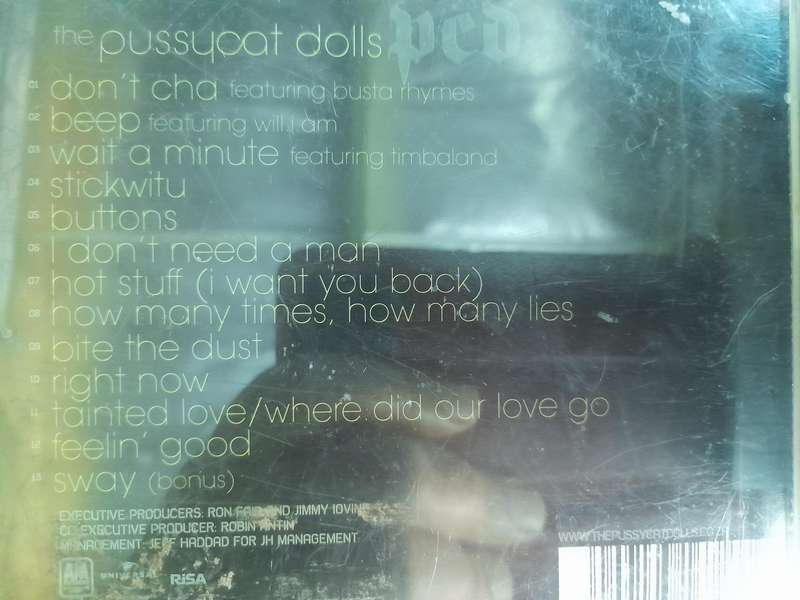 the pussycat dolls pcd
01 don't cha featuring busta rhymes
02 beep featuring will.i.am
03 wait a minute featuring timbaland
04 stickwitu
05 buttons
06 I don't need a man
07 hot stuff (i want you back)
08 how many times, how many lies
09 bite the dust
10 right now
11 tainted love/where did our love go
12 feelin' good
13 sway (bonus)
EXECUTIVE PRODUCERS: RON FAIR AND JIMMY IOVINE
CO-EXECUTIVE PRODUCER: ROBIN ANTIN
MANAGEMENT: JEFF HADDAD FOR JH MANAGEMENT
WWW.THEPUSSYCATDOLLS.CO.ZA
A&M UNIVERSAL RiSA